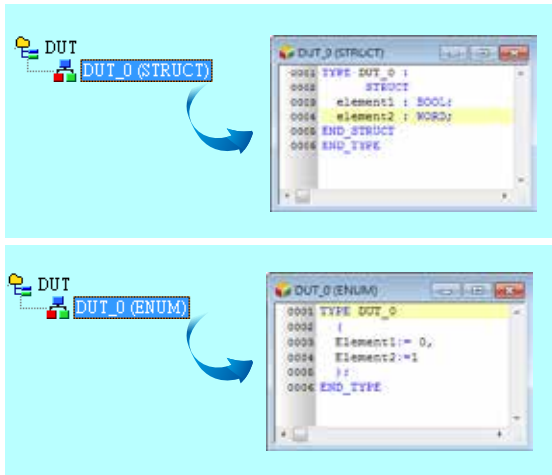 DUT
DUT_0 (STRUCT)
DUT_0 (STRUCT)
0001 TYPE DUT_0 :
0002 STRUCT
0003 element1 : BOOL;
0004 element2 : WORD;
0005 END_STRUCT
0006 END_TYPE
DUT
DUT_0 (ENUM)
DUT_0 (ENUM)
0001 TYPE DUT_0
0002 (
0003 Element1:= 0,
0004 Element2:=1
0005 );
0006 END_TYPE